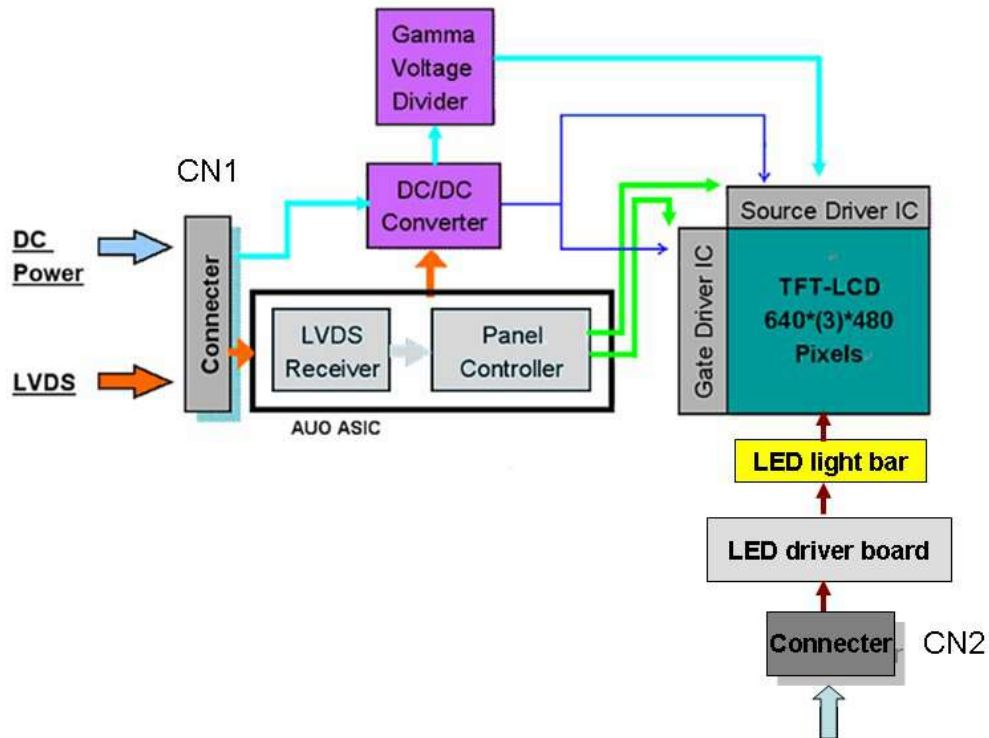 Gamma
Voltage
Divider
CN1
DC/DC
Converter
Source Driver IC
DC
Power
Connecter
Gate Driver IC
TFT-LCD
640*(3)*480
Pixels
LVDS
Receiver
Panel
Controller
LVDS
AUO ASIC
LED light bar
LED driver board
Connecter
CN2